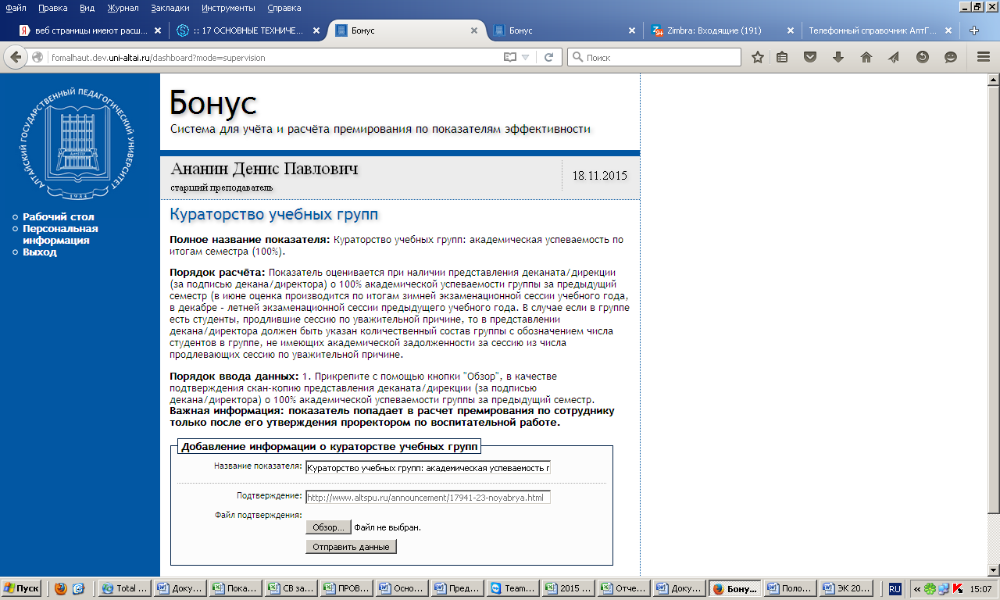 Файл Правка Вид Журнал Закладки Инструменты Справка
веб страницы имеют расш...
:: 17 ОСНОВНЫЕ ТЕХНИЧЕ...
Бонус
Бонус
Zimbra: Входящие (191)
Телефонный справочник АлтГ...
fomalhaut.dev.uni-altai.ru/dashboard?mode=supervision
Поиск
АЛТАЙСКИЙ ГОСУДАРСТВЕННЫЙ ПЕДАГОГИЧЕСКИЙ УНИВЕРСИТЕТ
АлтГПУ
1933
Рабочий стол
Персональная
информация
Выход
Бонус
Система для учёта и расчёта премирования по показателям эффективности
Ананин Денис Павлович
старший преподаватель
18.11.2015
Кураторство учебных групп
Полное название показателя: Кураторство учебных групп: академическая успеваемость по
итогам семестра (100%).
Порядок расчёта: Показатель оценивается при наличии представления деканата/дирекции
(за подписью декана/директора) о 100% академической успеваемости группы за предыдущий
семестр (в июне оценка производится по итогам зимней экзаменационной сессии учебного года,
в декабре - летней экзаменационной сессии предыдущего учебного года. В случае если в группе
есть студенты, продлившие сессию по уважительной причине, то в представлении
декана/директора должен быть указан количественный состав группы с обозначением числа
студентов в группе, не имеющих академической задолженности за сессию из числа
продлевающих сессию по уважительной причине.
Порядок ввода данных: 1. Прикрепите с помощью кнопки "Обзор", в качестве
подтверждения скан-копию представления деканата/дирекции (за подписью
декана/директора) о 100% академической успеваемости группы за предыдущий семестр.
Важная информация: показатель попадает в расчет премирования по сотруднику
только после его утверждения проректором по воспитательной работе.
Добавление информации о кураторстве учебных групп
Название показателя: Кураторство учебных групп: академическая успеваемость г
Подтверждение: http://www.altspu.ru/announcement/17941-23-noyabrya.html
Файл подтверждения:
Обзор... Файл не выбран.
Отправить данные
Пуск Total ... Доку... Пока... СВ за... ПРОВ... Осно... Пред... Team... 2015 ... Отче... Доку... Бону... Поло... ЭК 20... RU « 15:07